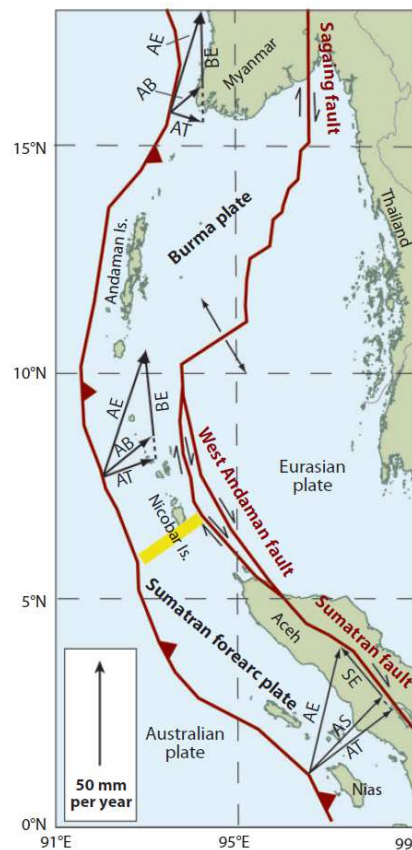 AE
BE
Myanmar
Sagaing fault
AB
AT
15°N
Thailand
Burma plate
Andaman Is.
10°N
AE
BE
AB
AT
West Andaman fault
Eurasian
plate
Nicobar Is.
5°N
Sumatran forearc plate
Aceh
Sumatran fault
SE
AE
AS
AT
50 mm
per year
Australian
plate
Nias
0°N
91°E
95°E
99